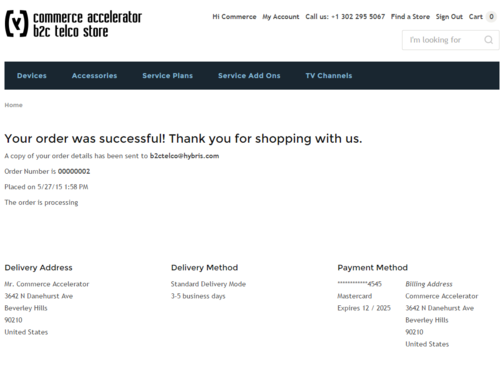 commerce accelerator
b2c telco store
Hi Commerce My Account Call us: +1 302 295 5067 Find a Store Sign Out Cart 0
I'm looking for
Devices Accessories Service Plans Service Add Ons TV Channels
Home
Your order was successful! Thank you for shopping with us.
A copy of your order details has been sent to b2ctelco@hybris.com
Order Number is 00000002
Placed on 5/27/15 1:58 PM
The order is processing
Delivery Address
Mr. Commerce Accelerator
3642 N Danehurst Ave
Beverley Hills
90210
United States
Delivery Method
Standard Delivery Mode
3-5 business days
Payment Method
************4545
Mastercard
Expires 12 / 2025
Billing Address
Commerce Accelerator
3642 N Danehurst Ave
Beverley Hills
90210
United States